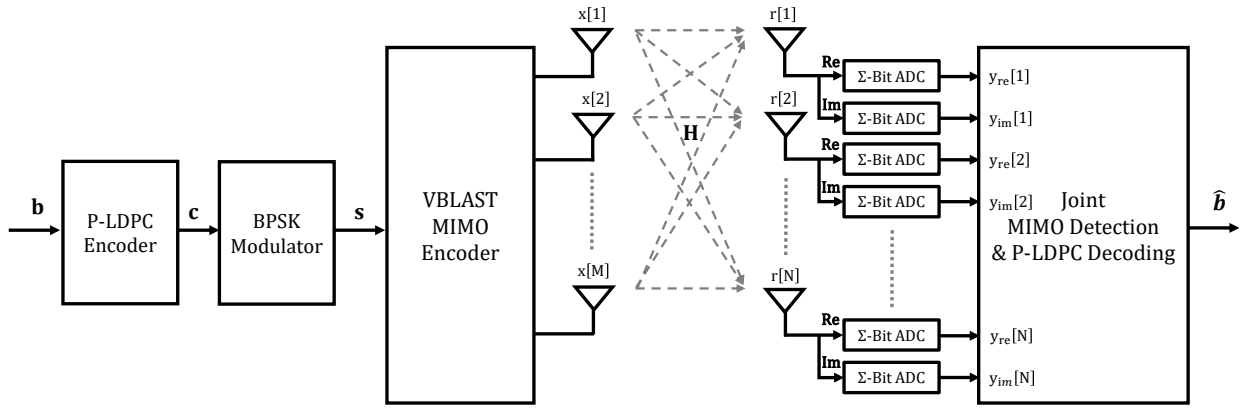 b
P-LDPC
Encoder
c
BPSK
Modulator
s
VBLAST
MIMO
Encoder
x[1]
x[2]
x[M]
H
r[1]
r[2]
r[N]
Re
Σ-Bit ADC
y_re[1]
Im
Σ-Bit ADC
y_im[1]
Re
Σ-Bit ADC
y_re[2]
Im
Σ-Bit ADC
y_im[2]
Re
Σ-Bit ADC
y_re[N]
Im
Σ-Bit ADC
y_im[N]
Joint
MIMO Detection
& P-LDPC Decoding
b̂